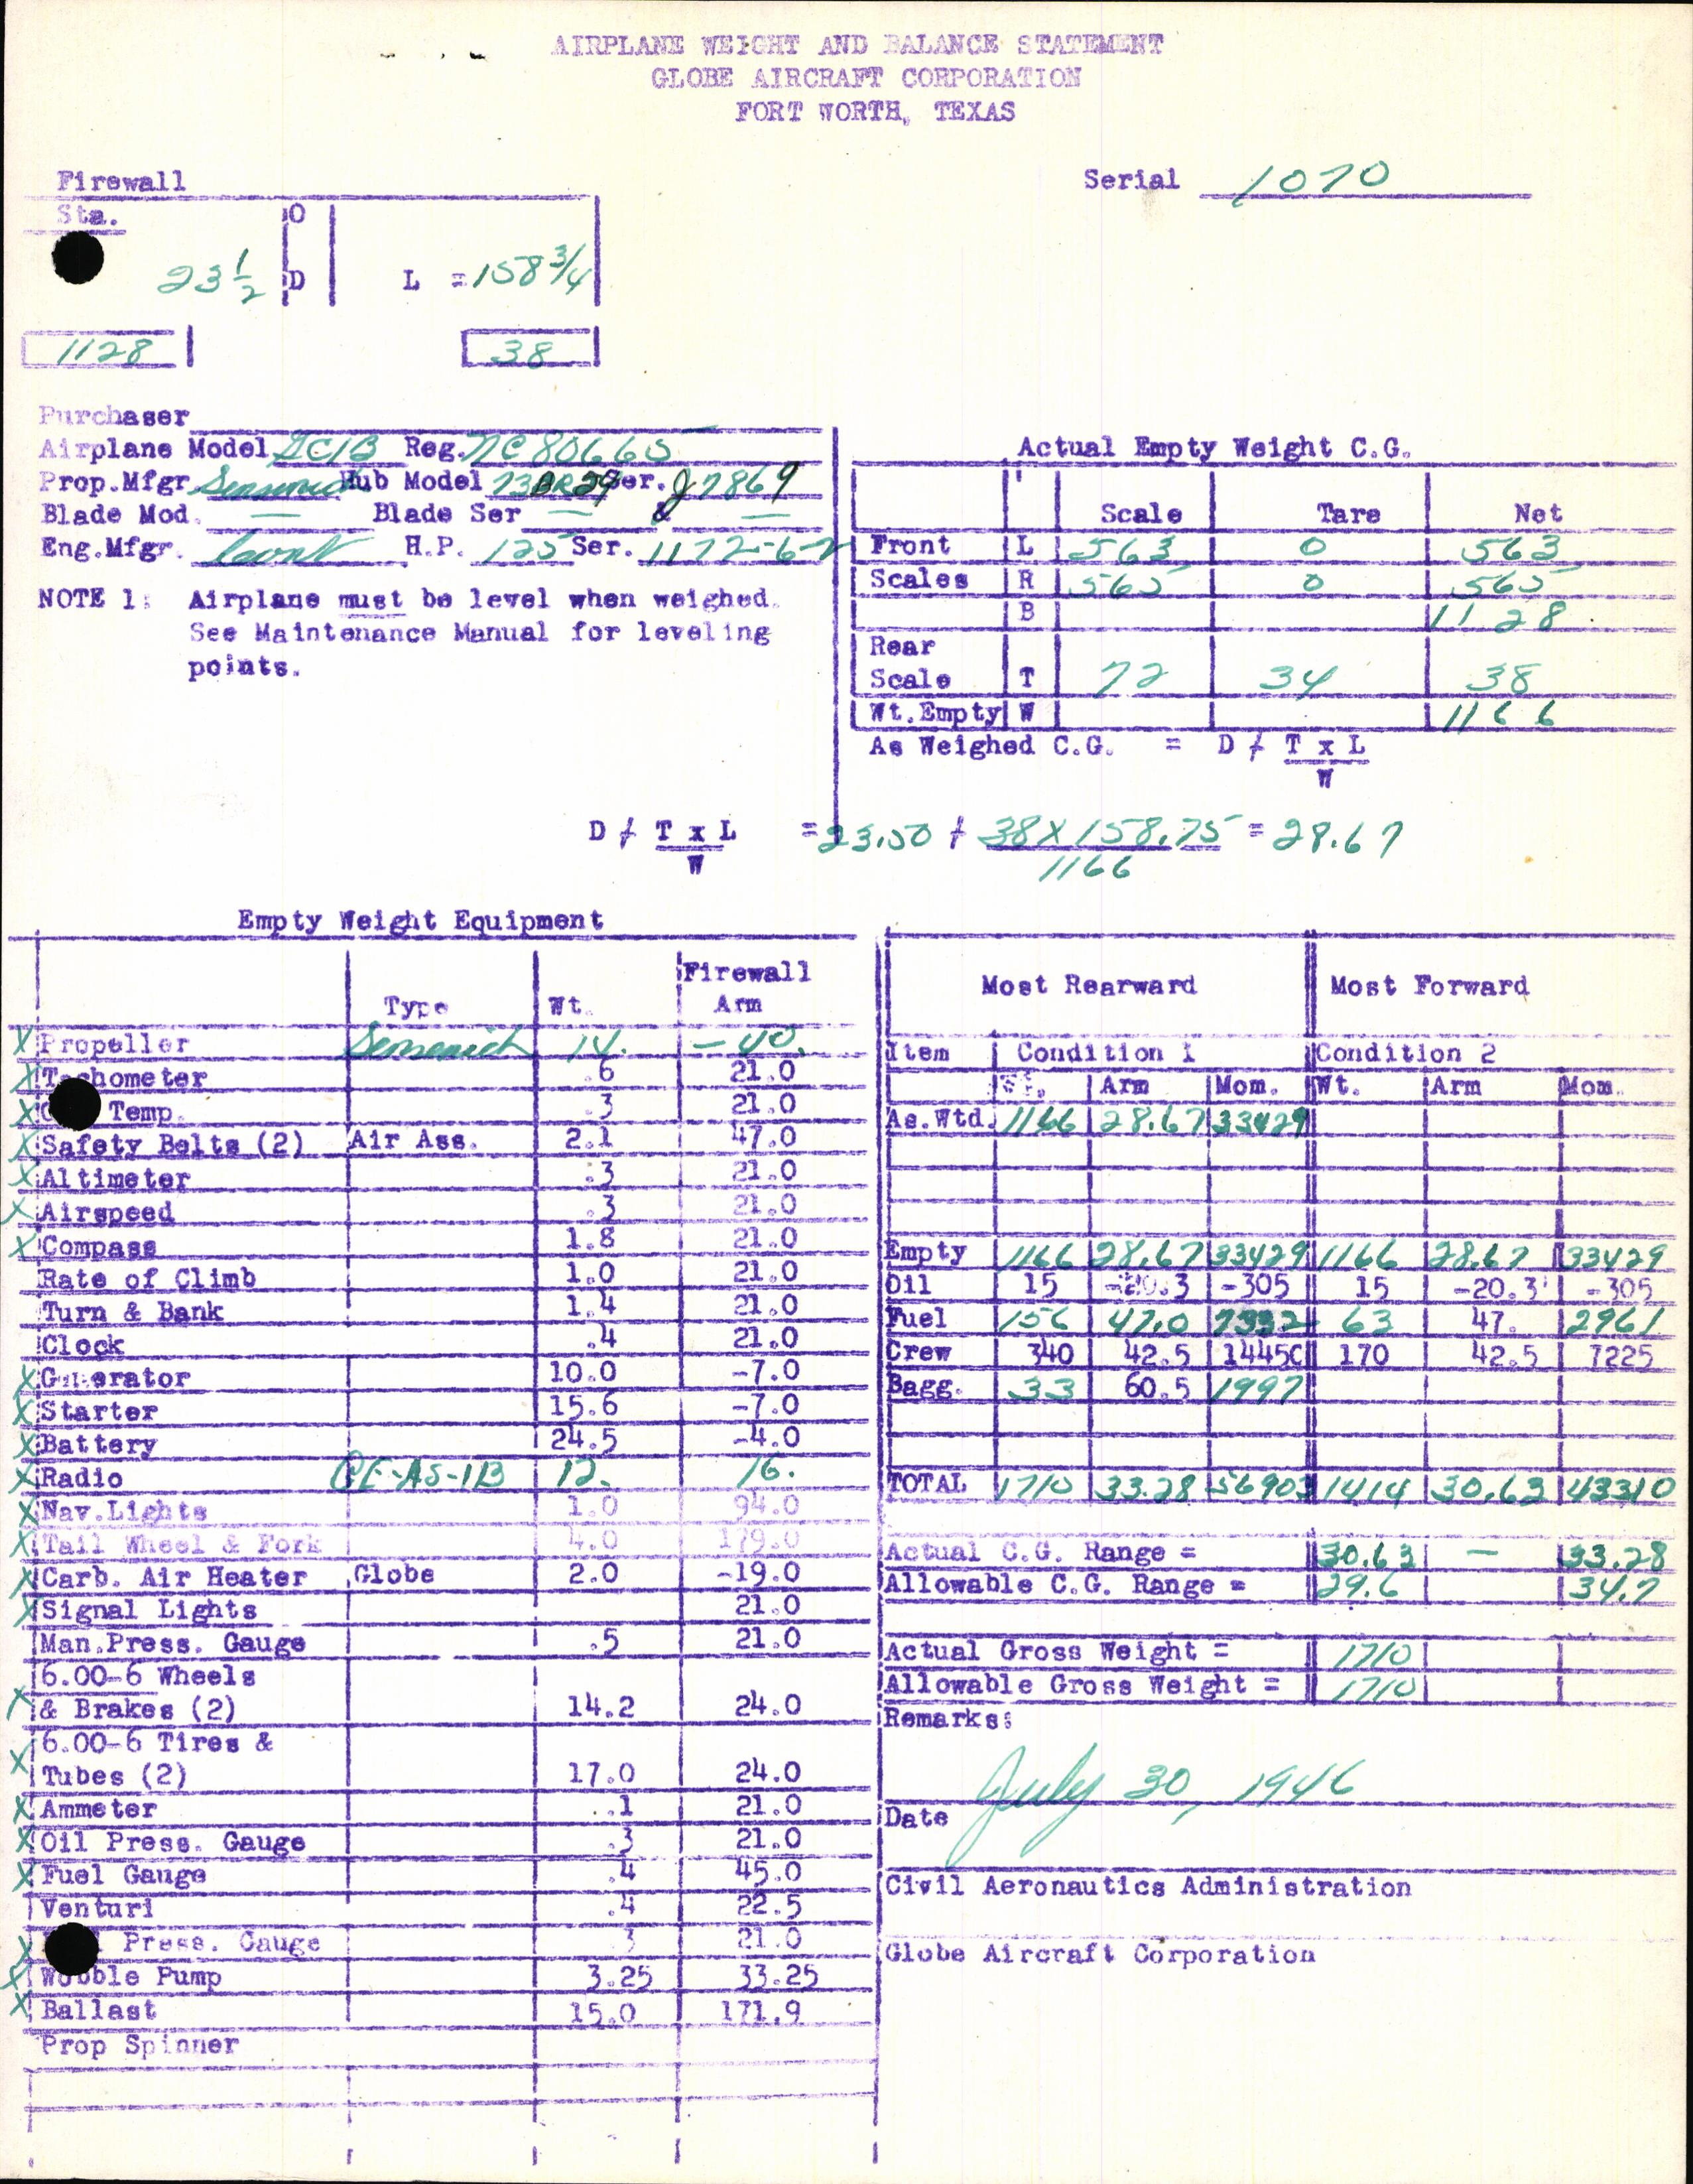 AIRPLANE WEIGHT AND BALANCE STATEMENT
GLOBE AIRCRAFT CORPORATION
FORT WORTH, TEXAS
Serial 1070
Firewall
Sta. O
23 1/2 D L = 158 3/4
1128 38
Purchaser
Airplane Model GC1B Reg. NC80665
Prop.Mfgr Sensenich Hub Model 73BR29 Ser. J7869
Blade Mod. — Blade Ser — & —
Eng.Mfgr. Cont H.P. 125 Ser. 1172-6-2
NOTE 1: Airplane must be level when weighed.
See Maintenance Manual for leveling
points.
Actual Empty Weight C.G.
Scale Tare Net
Front L 563 0 563
Scales R 565 0 565
B 1128
Rear
Scale T 72 34 38
Wt.Empty W 1166
As Weighed C.G. = D + T x L
W
D + T x L = 23.50 + 38 X 158.75 = 28.67
W 1166
Empty Weight Equipment
Type Wt. Firewall Arm
X Propeller Sensenich 14. -40.
X Tachometer .6 21.0
X Temp. .3 21.0
X Safety Belts (2) Air Ass. 2.1 47.0
X Altimeter .3 21.0
X Airspeed .3 21.0
X Compass 1.8 21.0
Rate of Climb 1.0 21.0
Turn & Bank 1.4 21.0
Clock .4 21.0
X Generator 10.0 -7.0
X Starter 15.6 -7.0
X Battery 24.5 -4.0
X Radio GE-AS-1B 12. 16.
X Nav.Lights 1.0 94.0
X Tail Wheel & Fork 4.0 179.0
X Carb. Air Heater Globe 2.0 -19.0
X Signal Lights 21.0
Man.Press. Gauge .5 21.0
6.00-6 Wheels
X & Brakes (2) 14.2 24.0
6.00-6 Tires &
X Tubes (2) 17.0 24.0
X Ammeter .1 21.0
X Oil Press. Gauge .3 21.0
X Fuel Gauge .4 45.0
Venturi .4 22.5
X Press. Gauge 3 21.0
X Wobble Pump 3.25 33.25
X Ballast 15.0 171.9
Prop Spinner
Most Rearward Most Forward
Item Condition 1 Condition 2
Wt. Arm Mom. Wt. Arm Mom.
As.Wtd. 1166 28.67 33429
Empty 1166 28.67 33429 1166 28.67 33429
Oil 15 -20.3 -305 15 -20.3 -305
Fuel 156 47.0 7332 63 47. 2961
Crew 340 42.5 14450 170 42.5 7225
Bagg. 33 60.5 1997
TOTAL 1710 33.28 56903 1414 30.63 43310
Actual C.G. Range = 30.63 — 33.28
Allowable C.G. Range = 29.6 34.7
Actual Gross Weight = 1710
Allowable Gross Weight = 1710
Remarks:
July 30, 1946
Date
Civil Aeronautics Administration
Globe Aircraft Corporation